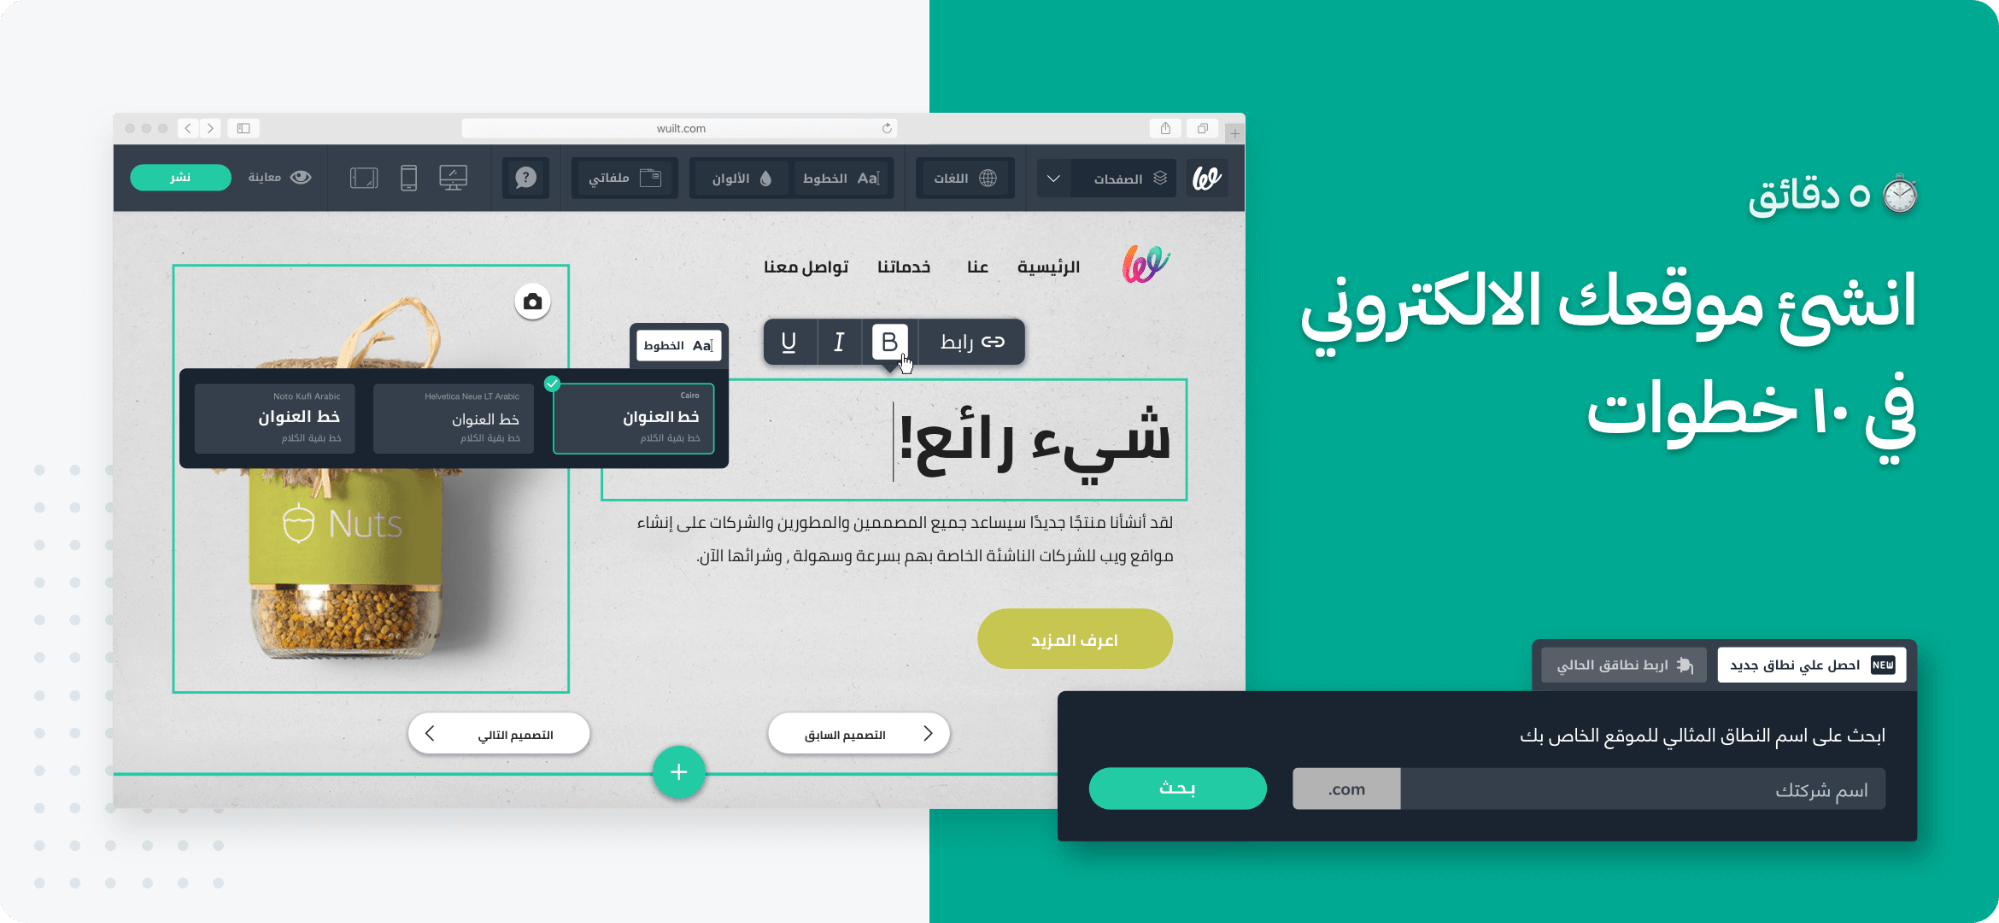 ٥ دقائق
انشئ موقعك الالكتروني
في ١٠ خطوات
wuilt.com
الصفحات
اللغات
Aa الخطوط
الألوان
ملفاتي
?
معاينة
نشر
الرئيسية
عنا
خدماتنا
تواصل معنا
رابط
B
I
U
Aa الخطوط
Cairo
خط العنوان
خط بقية الكلام
Helvetica Neue LT Arabic
خط العنوان
خط بقية الكلام
Noto Kufi Arabic
خط العنوان
خط بقية الكلام
شيء رائع!
لقد أنشأنا منتجًا جديدًا سيساعد جميع المصممين والمطورين والشركات على إنشاء
مواقع ويب للشركات الناشئة الخاصة بهم بسرعة وسهولة , وشرائها الآن.
اعرف المزيد
Nuts
التصميم السابق
التصميم التالي
+
NEW احصل علي نطاق جديد
اربط نطاقق الحالي
ابحث على اسم النطاق المثالي للموقع الخاص بك
اسم شركتك
.com
بحث